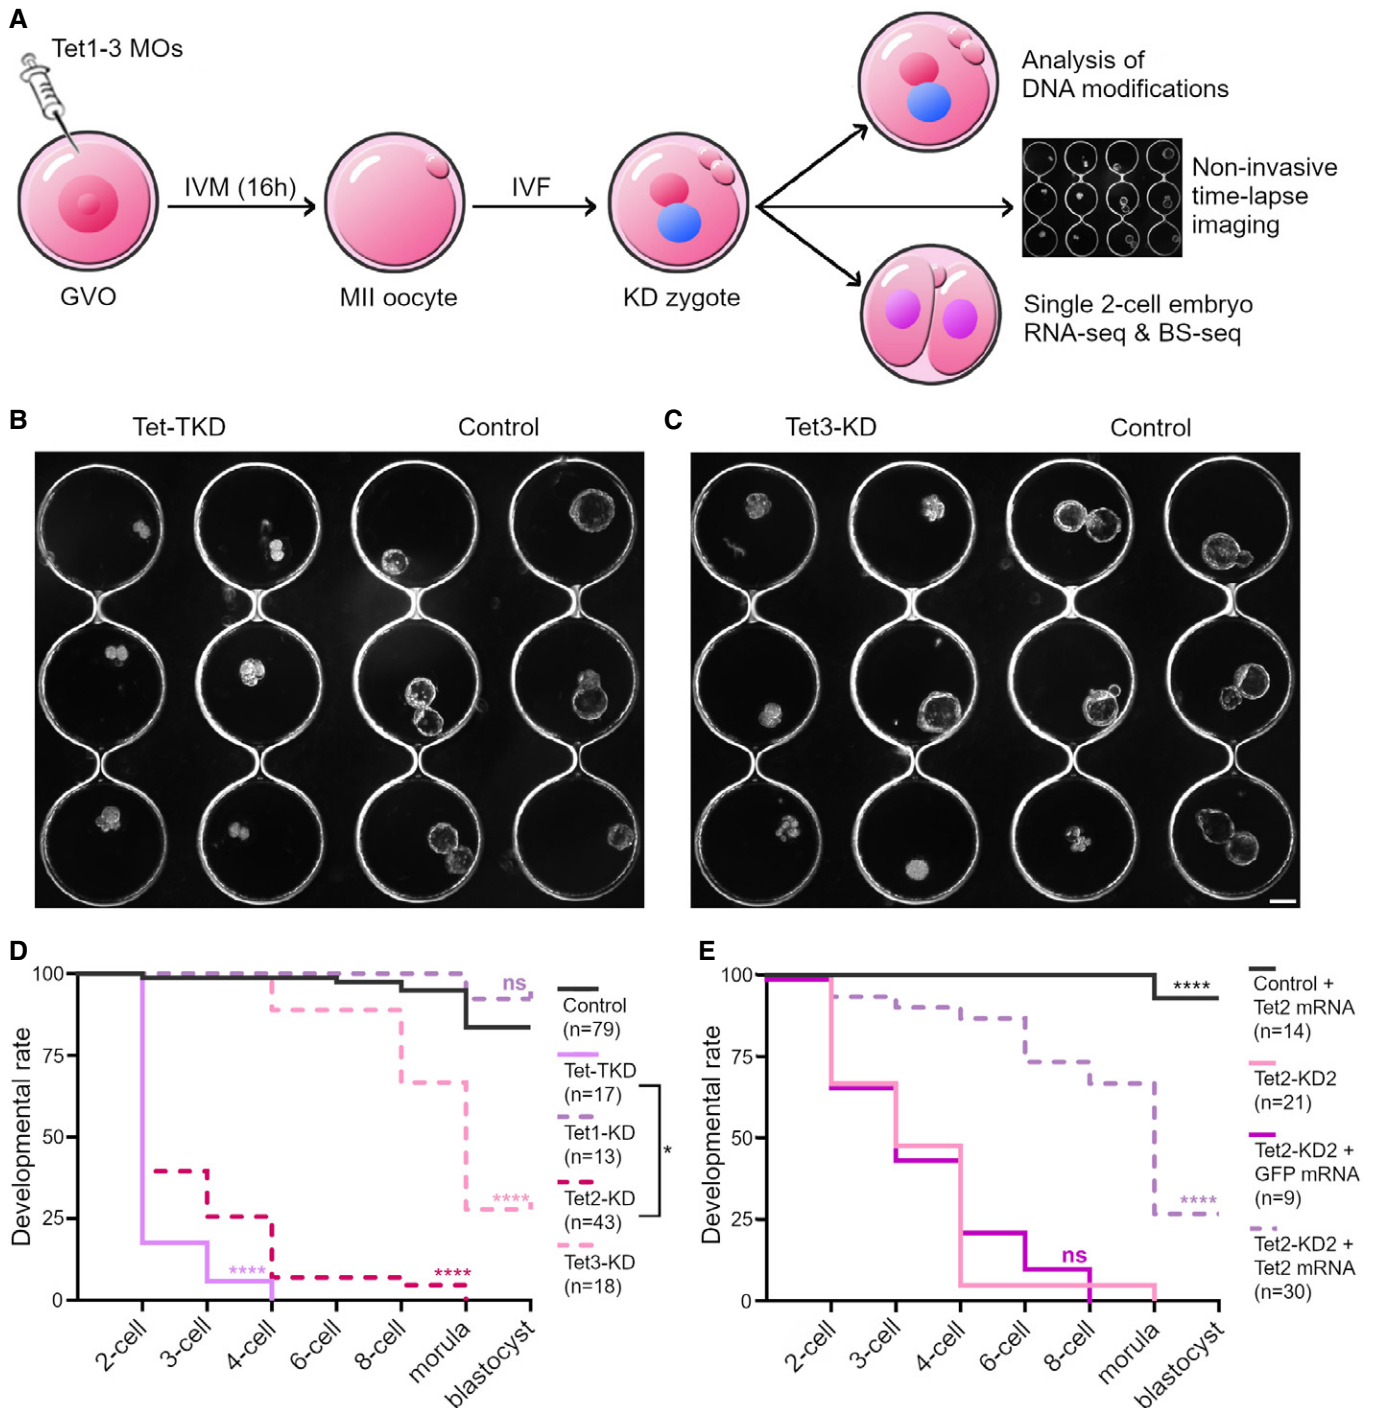 A
Tet1-3 MOs
IVM (16h)
IVF
GVO
MII oocyte
KD zygote
Analysis of
DNA modifications
Non-invasive
time-lapse
imaging
Single 2-cell embryo
RNA-seq & BS-seq
B
Tet-TKD
Control
C
Tet3-KD
Control
D
Developmental rate
100
75
50
25
0
2-cell
3-cell
4-cell
6-cell
8-cell
morula
blastocyst
ns
****
****
****
Control
(n=79)
Tet-TKD
(n=17)
Tet1-KD
(n=13)
Tet2-KD
(n=43)
Tet3-KD
(n=18)
*
E
Developmental rate
100
75
50
25
0
2-cell
3-cell
4-cell
6-cell
8-cell
morula
blastocyst
****
****
ns
Control +
Tet2 mRNA
(n=14)
Tet2-KD2
(n=21)
Tet2-KD2 +
GFP mRNA
(n=9)
Tet2-KD2 +
Tet2 mRNA
(n=30)